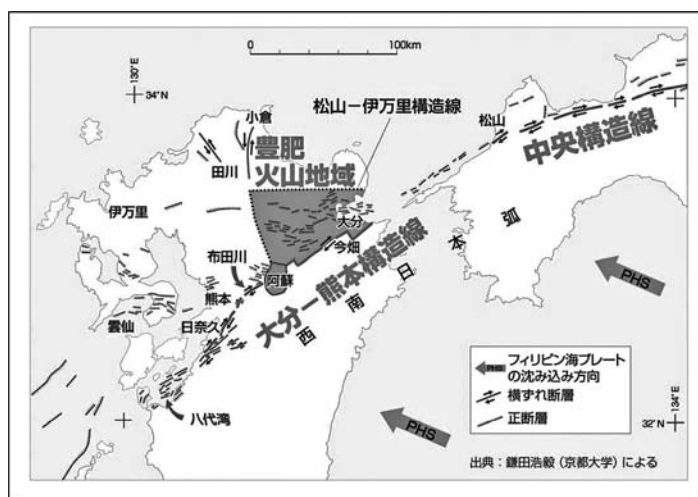 0
100km
130°E
34°N
小倉
松山−伊万里構造線
松山
中央構造線
田川
豊肥
火山地域
伊万里
大分
今畑
布田川
阿蘇
大分−熊本構造線
西南日本弧
熊本
雲仙
日奈久
八代湾
PHS
PHS
PHS
フィリピン海プレート
の沈み込み方向
横ずれ断層
正断層
32°N
134°E
出典：鎌田浩毅（京都大学）による